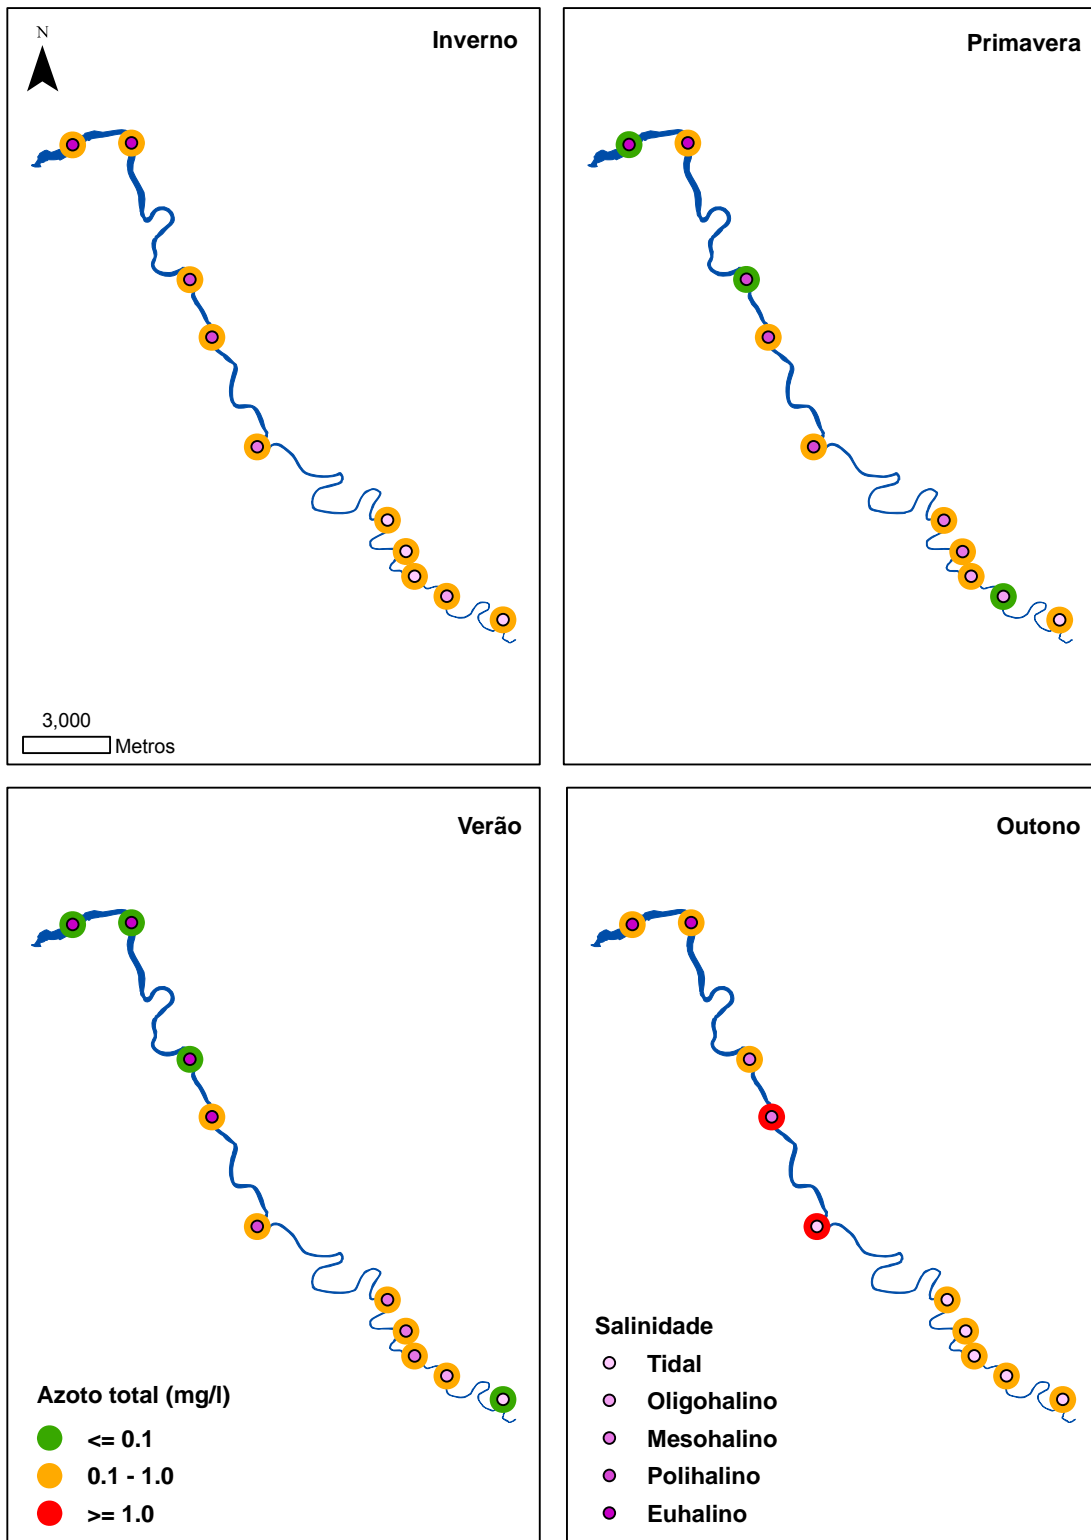 N
Inverno
3,000
Metros
Primavera
Verão
Azoto total (mg/l)
<= 0.1
0.1 - 1.0
>= 1.0
Outono
Salinidade
Tidal
Oligohalino
Mesohalino
Polihalino
Euhalino